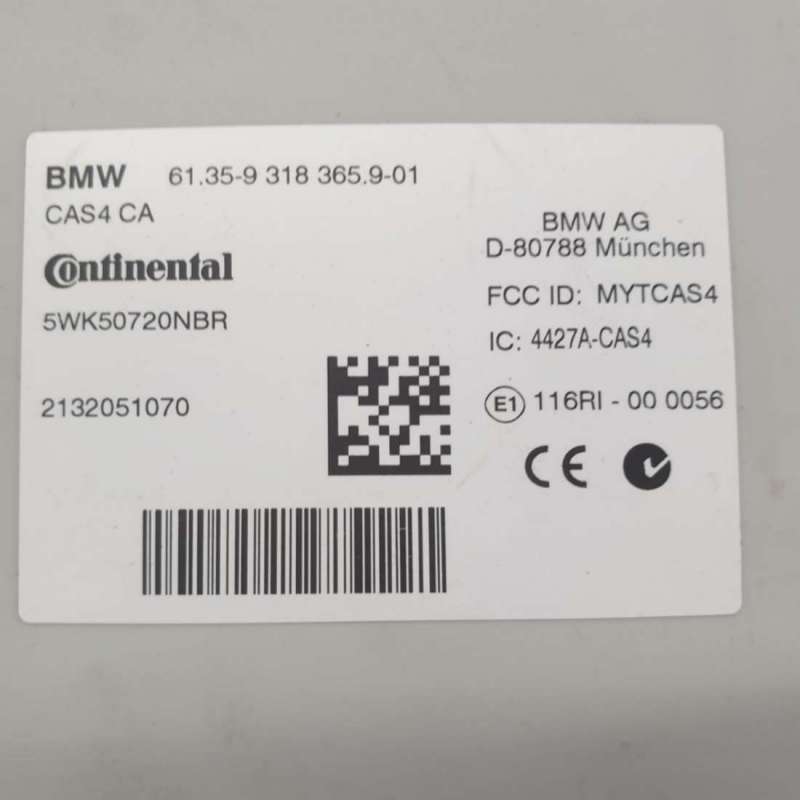 BMW 61.35-9 318 365.9-01
CAS4 CA
Continental
5WK50720NBR
2132051070
BMW AG
D-80788 München
FCC ID: MYTCAS4
IC: 4427A-CAS4
E1 116RI - 00 0056
CE